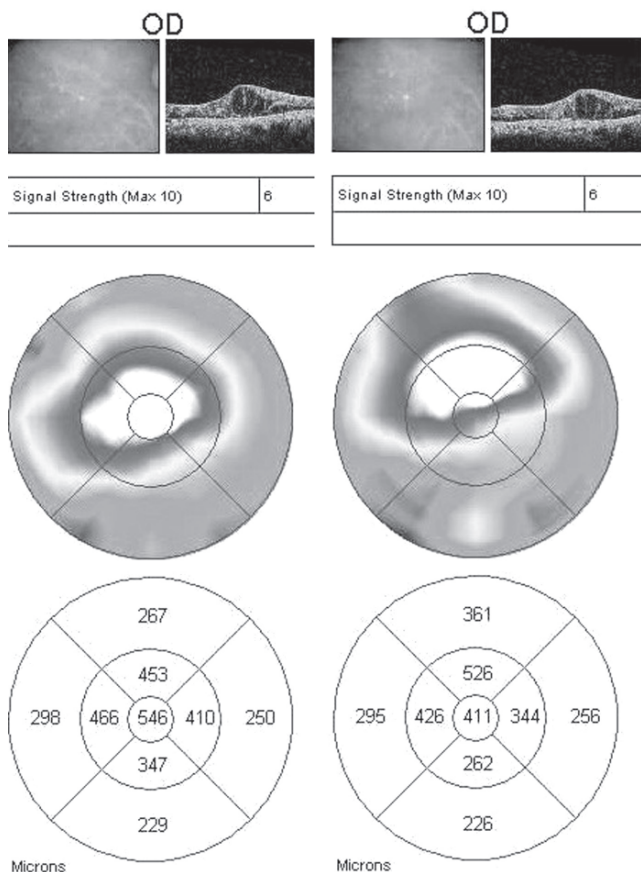 OD
OD
Signal Strength (Max 10) 6
Signal Strength (Max 10) 6
267
453
298 466 546 410 250
347
229
Microns
361
526
295 426 411 344 256
262
226
Microns